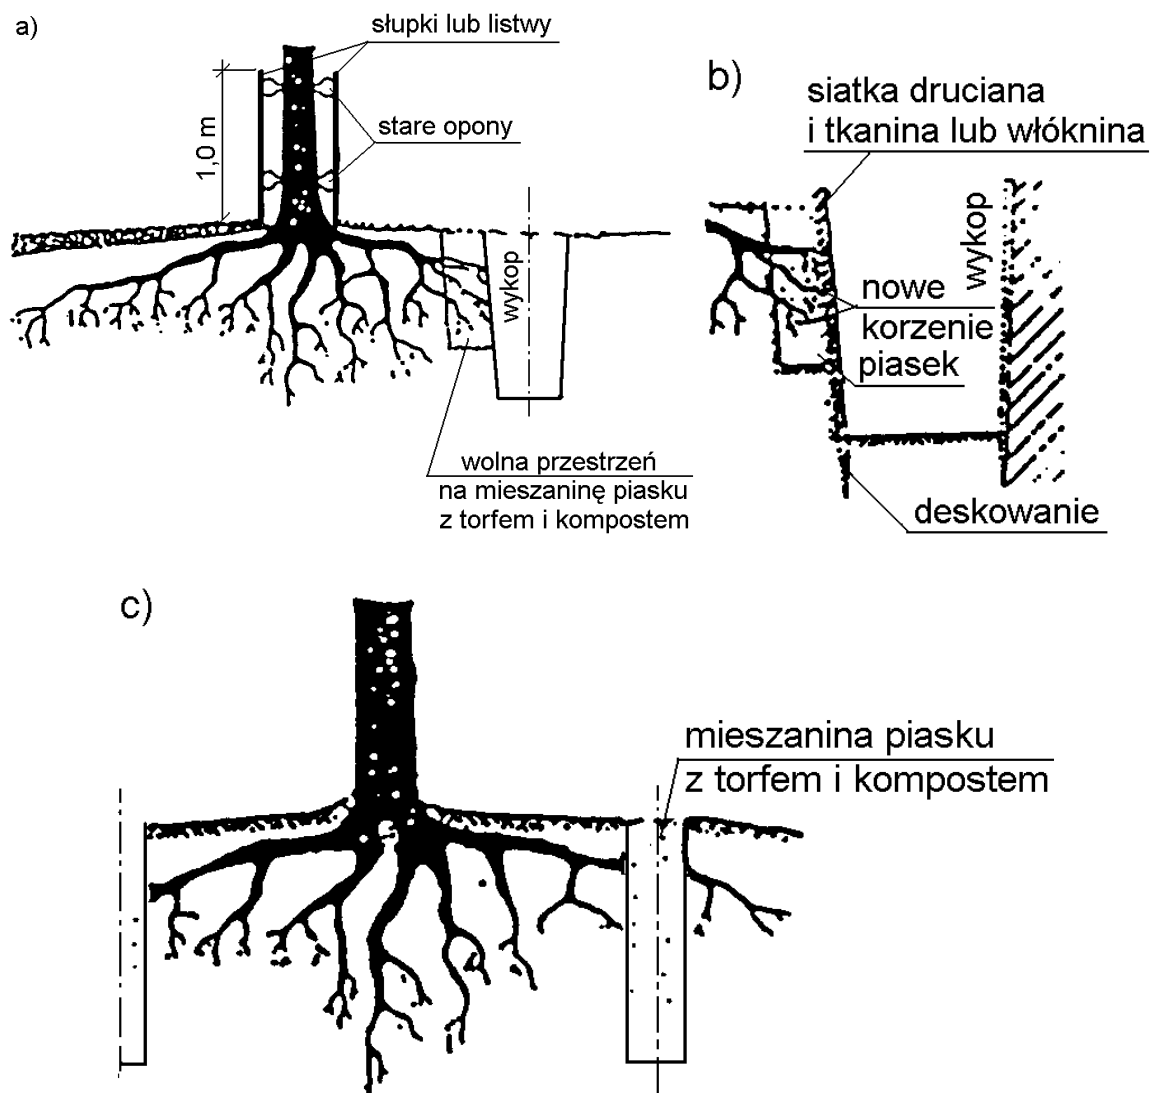 a)
słupki lub listwy
1,0 m
stare opony
wykop
wolna przestrzeń
na mieszaninę piasku
z torfem i kompostem
b)
siatka druciana
i tkanina lub włóknina
wykop
nowe
korzenie
piasek
deskowanie
c)
mieszanina piasku
z torfem i kompostem